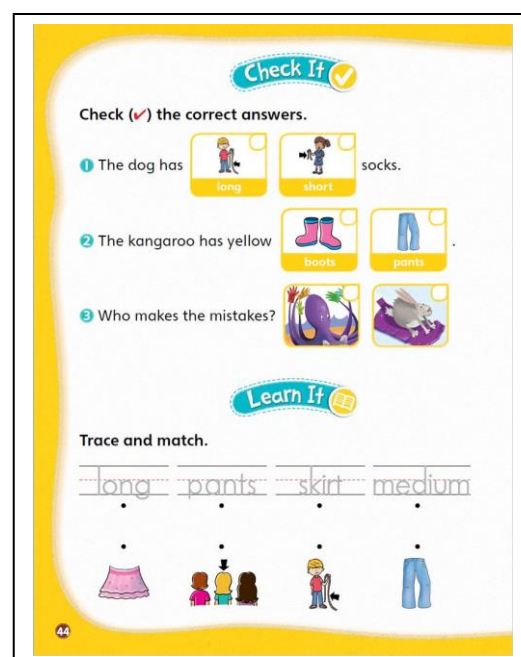 Check It
Check (✔) the correct answers.
1 The dog has long short socks.
2 The kangaroo has yellow boots pants .
3 Who makes the mistakes?
Learn It
Trace and match.
long pants skirt medium
44